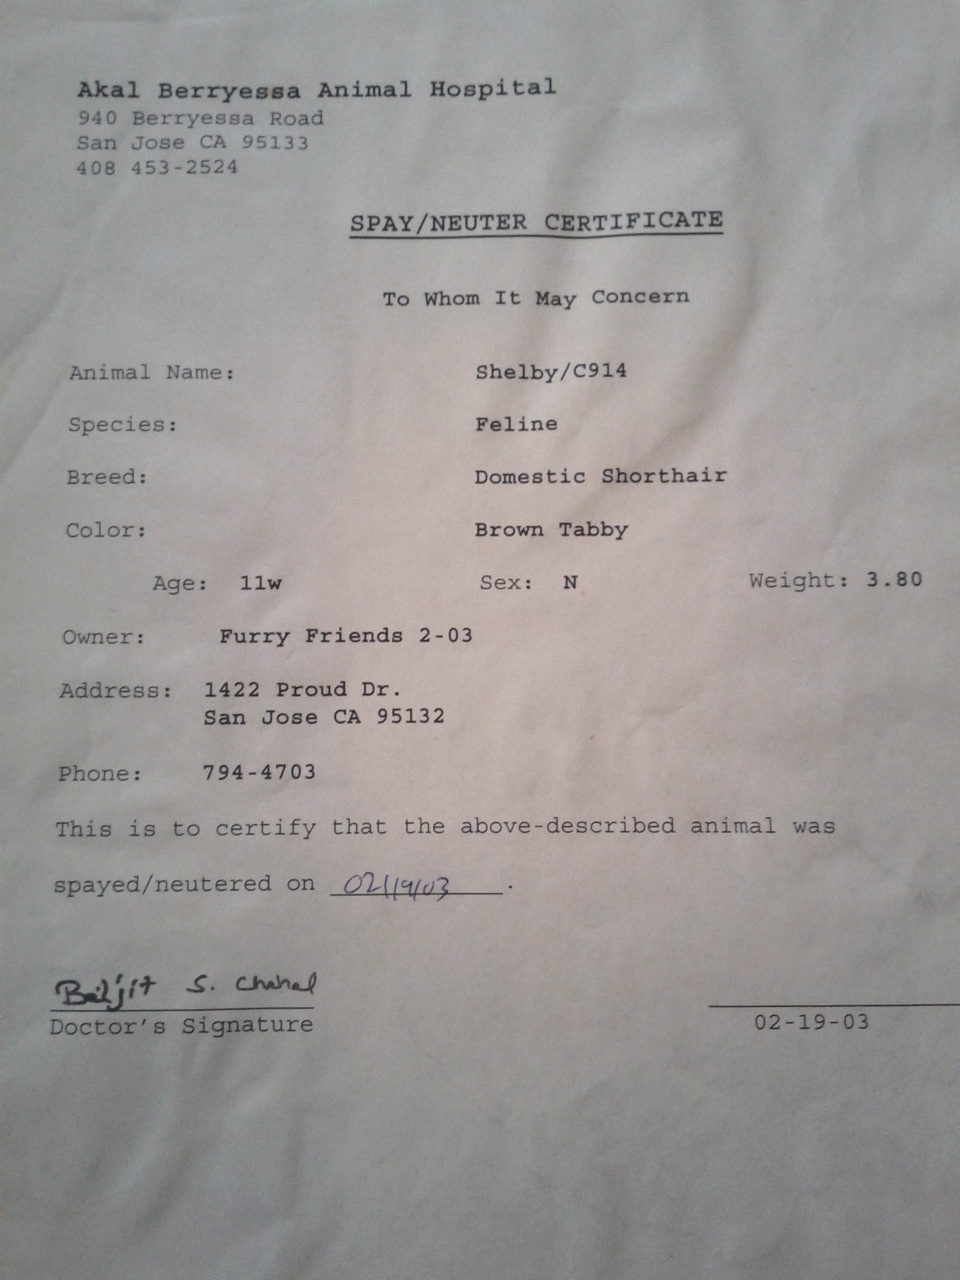 Akal Berryessa Animal Hospital
940 Berryessa Road
San Jose CA 95133
408 453-2524
SPAY/NEUTER CERTIFICATE
To Whom It May Concern
Animal Name: Shelby/C914
Species: Feline
Breed: Domestic Shorthair
Color: Brown Tabby
Age: 11w Sex: N Weight: 3.80
Owner: Furry Friends 2-03
Address: 1422 Proud Dr.
San Jose CA 95132
Phone: 794-4703
This is to certify that the above-described animal was
spayed/neutered on 02/19/03.
Baljit S. Chahal
Doctor's Signature 02-19-03